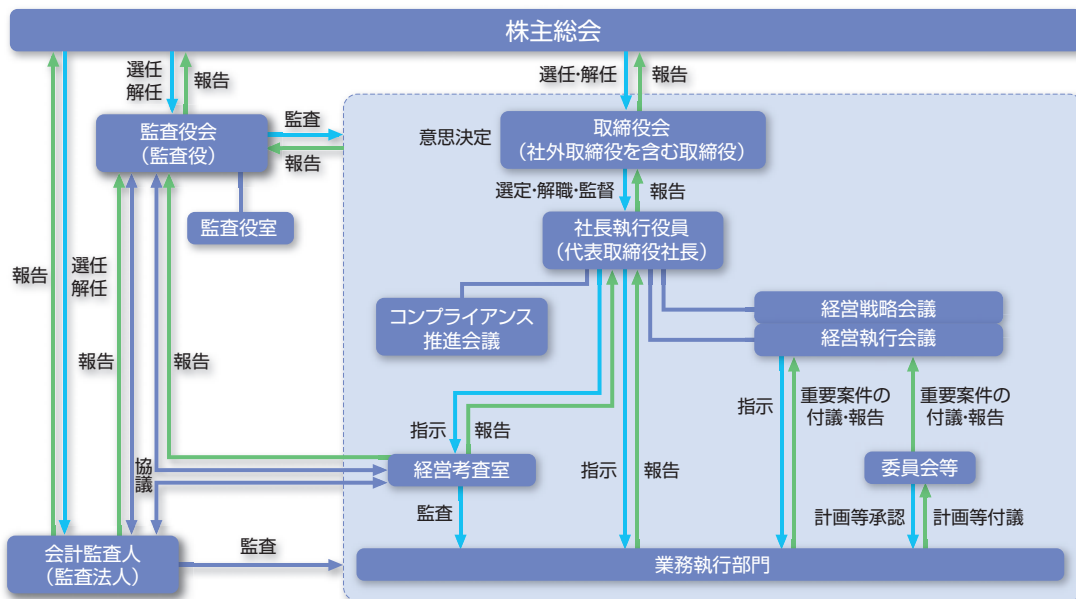 株主総会
選任
解任
報告
選任・解任
報告
監査役会
（監査役）
監査
報告
意思決定
取締役会
（社外取締役を含む取締役）
選定・解職・監督
報告
監査役室
社長執行役員
（代表取締役社長）
報告
選任
解任
コンプライアンス
推進会議
経営戦略会議
経営執行会議
報告
報告
指示
報告
指示
重要案件の
付議・報告
重要案件の
付議・報告
協議
経営考査室
指示
報告
委員会等
監査
計画等承認
計画等付議
会計監査人
（監査法人）
監査
業務執行部門